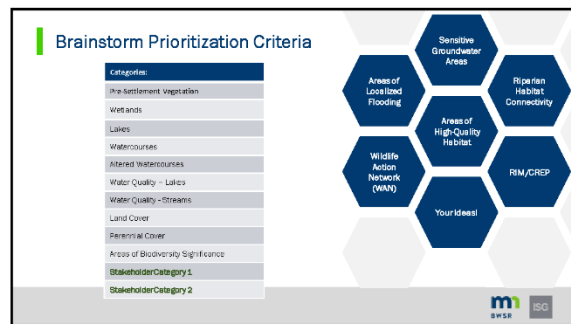 Brainstorm Prioritization Criteria
Categories:
Pre-Settlement Vegetation
Wetlands
Lakes
Watercourses
Altered Watercourses
Water Quality – Lakes
Water Quality - Streams
Land Cover
Perennial Cover
Areas of Biodiversity Significance
Stakeholder Category 1
Stakeholder Category 2
Sensitive
Groundwater
Areas
Areas of
Localized
Flooding
Riparian
Habitat
Connectivity
Areas of
High-Quality
Habitat
Wildlife
Action
Network
(WAN)
RIM/CREP
Your Ideas!
mn
BWSR
ISG